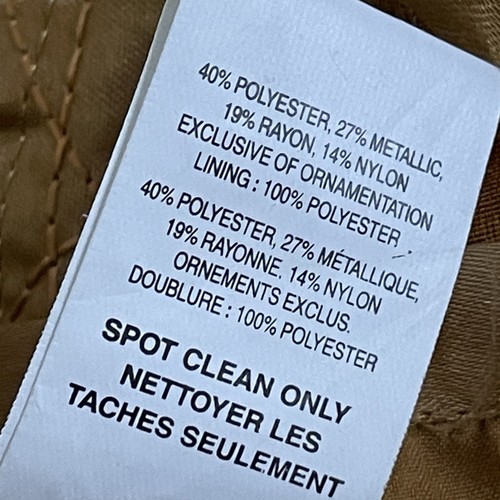 40% POLYESTER, 27% METALLIC,
19% RAYON, 14% NYLON
EXCLUSIVE OF ORNAMENTATION
LINING : 100% POLYESTER
40% POLYESTER, 27% MÉTALLIQUE,
19% RAYONNE, 14% NYLON
ORNEMENTS EXCLUS.
DOUBLURE : 100% POLYESTER
SPOT CLEAN ONLY
NETTOYER LES
TACHES SEULEMENT